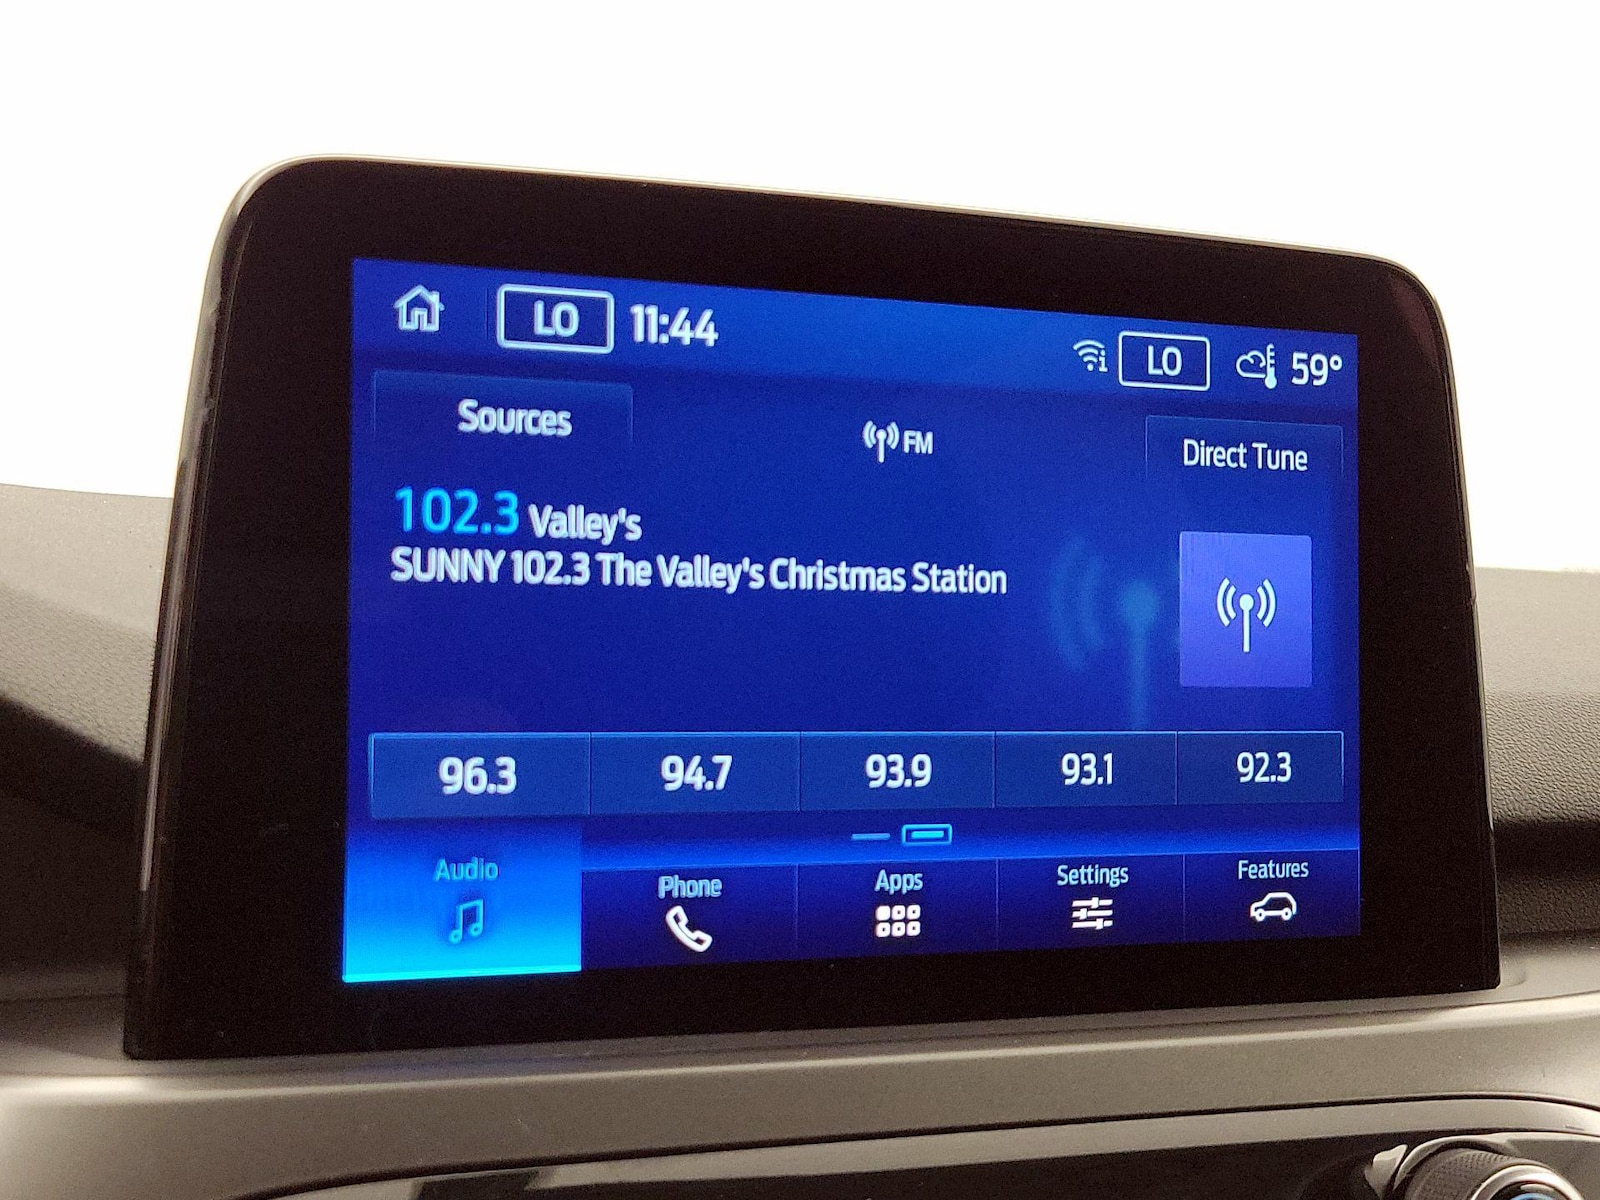 LO 11:44 LO 59°
Sources FM Direct Tune
102.3 Valley's
SUNNY 102.3 The Valley's Christmas Station
96.3 94.7 93.9 93.1 92.3
Audio Phone Apps Settings Features